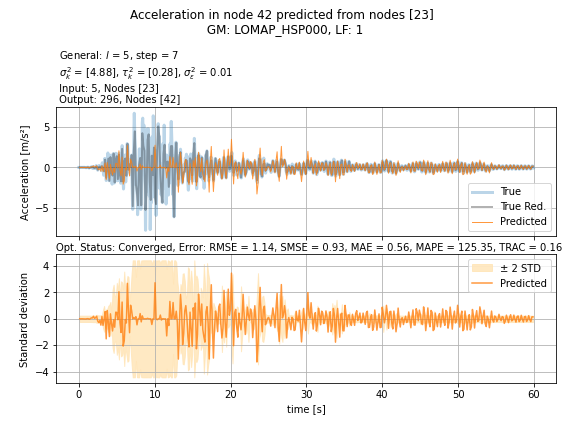 Acceleration in node 42 predicted from nodes [23]
GM: LOMAP_HSP000, LF: 1
General: l = 5, step = 7
σ²ₖ = [4.88], τ²ₖ = [0.28], σ²ε = 0.01
Input: 5, Nodes [23]
Output: 296, Nodes [42]
Acceleration [m/s²]
5
0
−5
True
True Red.
Predicted
Opt. Status: Converged, Error: RMSE = 1.14, SMSE = 0.93, MAE = 0.56, MAPE = 125.35, TRAC = 0.16
Standard deviation
4
2
0
−2
−4
± 2 STD
Predicted
0 10 20 30 40 50 60
time [s]